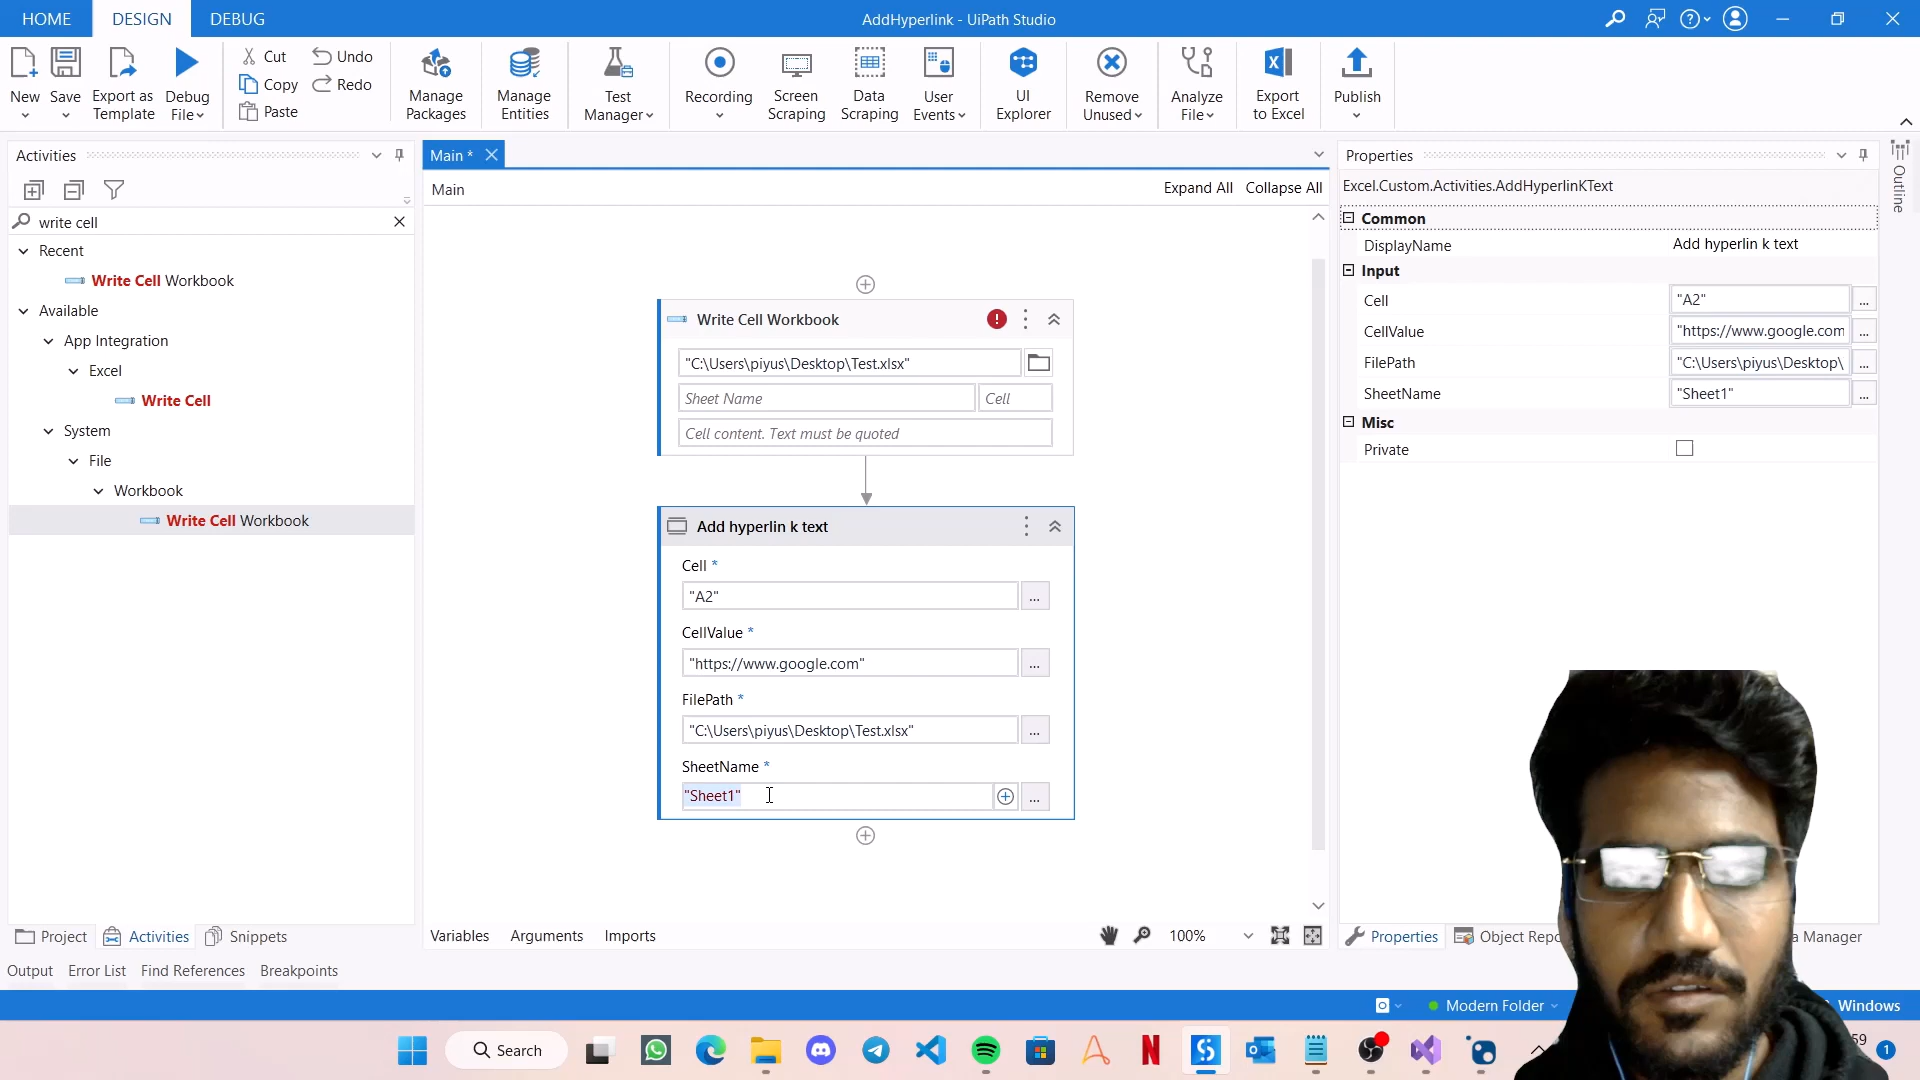 HOME DESIGN DEBUG AddHyperlink - UiPath Studio
New Save Export as Template Debug File Cut Copy Paste Undo Redo Manage Packages Manage Entities Test Manager Recording Screen Scraping Data Scraping User Events UI Explorer Remove Unused Analyze File Export to Excel Publish
Activities
write cell
Recent
Write Cell Workbook
Available
App Integration
Excel
Write Cell
System
File
Workbook
Write Cell Workbook
Project Activities Snippets
Main *
Main Expand All Collapse All
Write Cell Workbook
"C:\Users\piyus\Desktop\Test.xlsx"
Sheet Name Cell
Cell content. Text must be quoted
Add hyperlin k text
Cell *
"A2" ...
CellValue *
"https://www.google.com" ...
FilePath *
"C:\Users\piyus\Desktop\Test.xlsx" ...
SheetName *
"Sheet1" ...
Variables Arguments Imports 100%
Properties
Excel.Custom.Activities.AddHyperlinKText
Common
DisplayName Add hyperlin k text
Input
Cell "A2" ...
CellValue "https://www.google.com ...
FilePath "C:\Users\piyus\Desktop\ ...
SheetName "Sheet1" ...
Misc
Private
Outline
Properties Object Repo a Manager
Output Error List Find References Breakpoints
Modern Folder Windows
Search 59 1